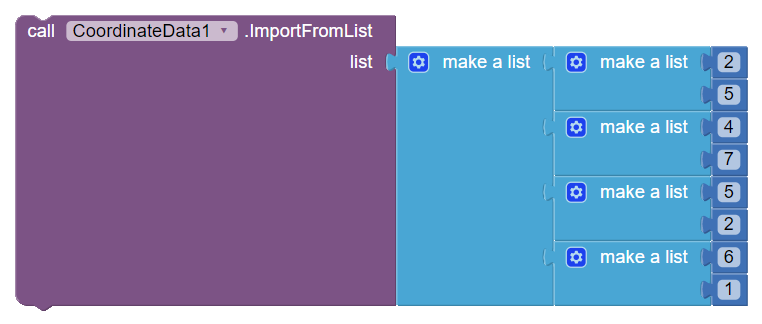 call CoordinateData1 .ImportFromList
list make a list make a list 2
5
make a list 4
7
make a list 5
2
make a list 6
1